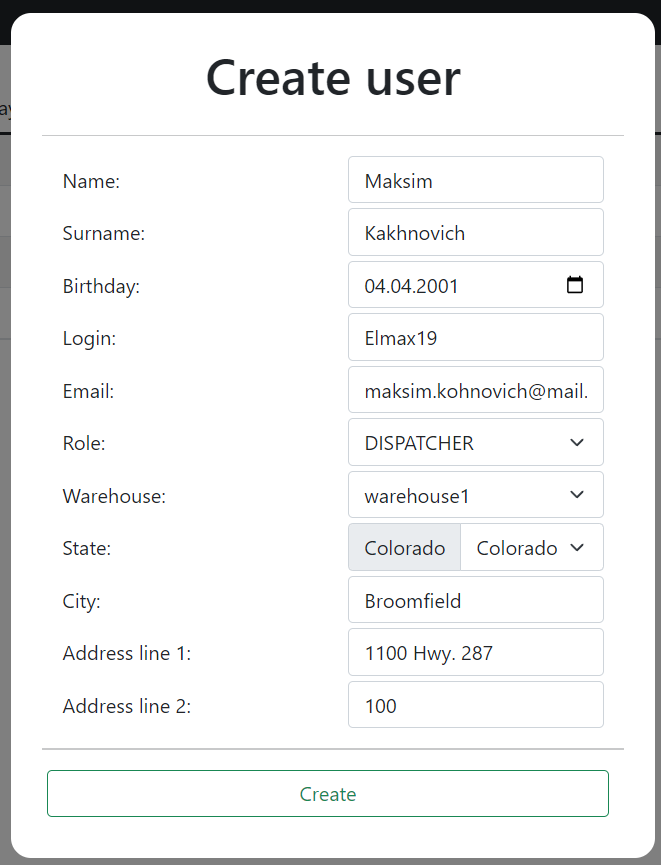 Create user
Name: Maksim
Surname: Kakhnovich
Birthday: 04.04.2001
Login: Elmax19
Email: maksim.kohnovich@mail.
Role: DISPATCHER
Warehouse: warehouse1
State: Colorado Colorado
City: Broomfield
Address line 1: 1100 Hwy. 287
Address line 2: 100
Create